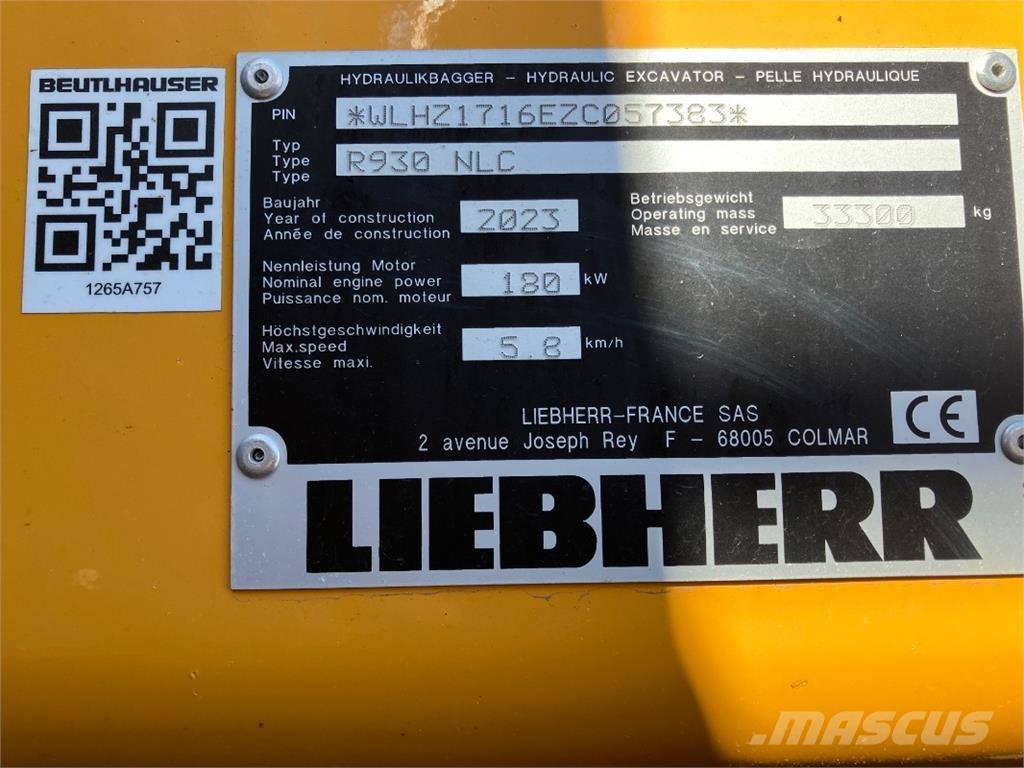 BEUTLHAUSER
1265A757
HYDRAULIKBAGGER - HYDRAULIC EXCAVATOR - PELLE HYDRAULIQUE
PIN *WLHZ1716EZC057383*
Typ
Type
Type
R930 NLC
Baujahr
Year of construction
Année de construction
2023
Betriebsgewicht
Operating mass
Masse en service
33300 kg
Nennleistung Motor
Nominal engine power
Puissance nom. moteur
180 kW
Höchstgeschwindigkeit
Max.speed
Vitesse maxi.
5.8 km/h
LIEBHERR-FRANCE SAS
2 avenue Joseph Rey F - 68005 COLMAR
CE
LIEBHERR
MASCUS